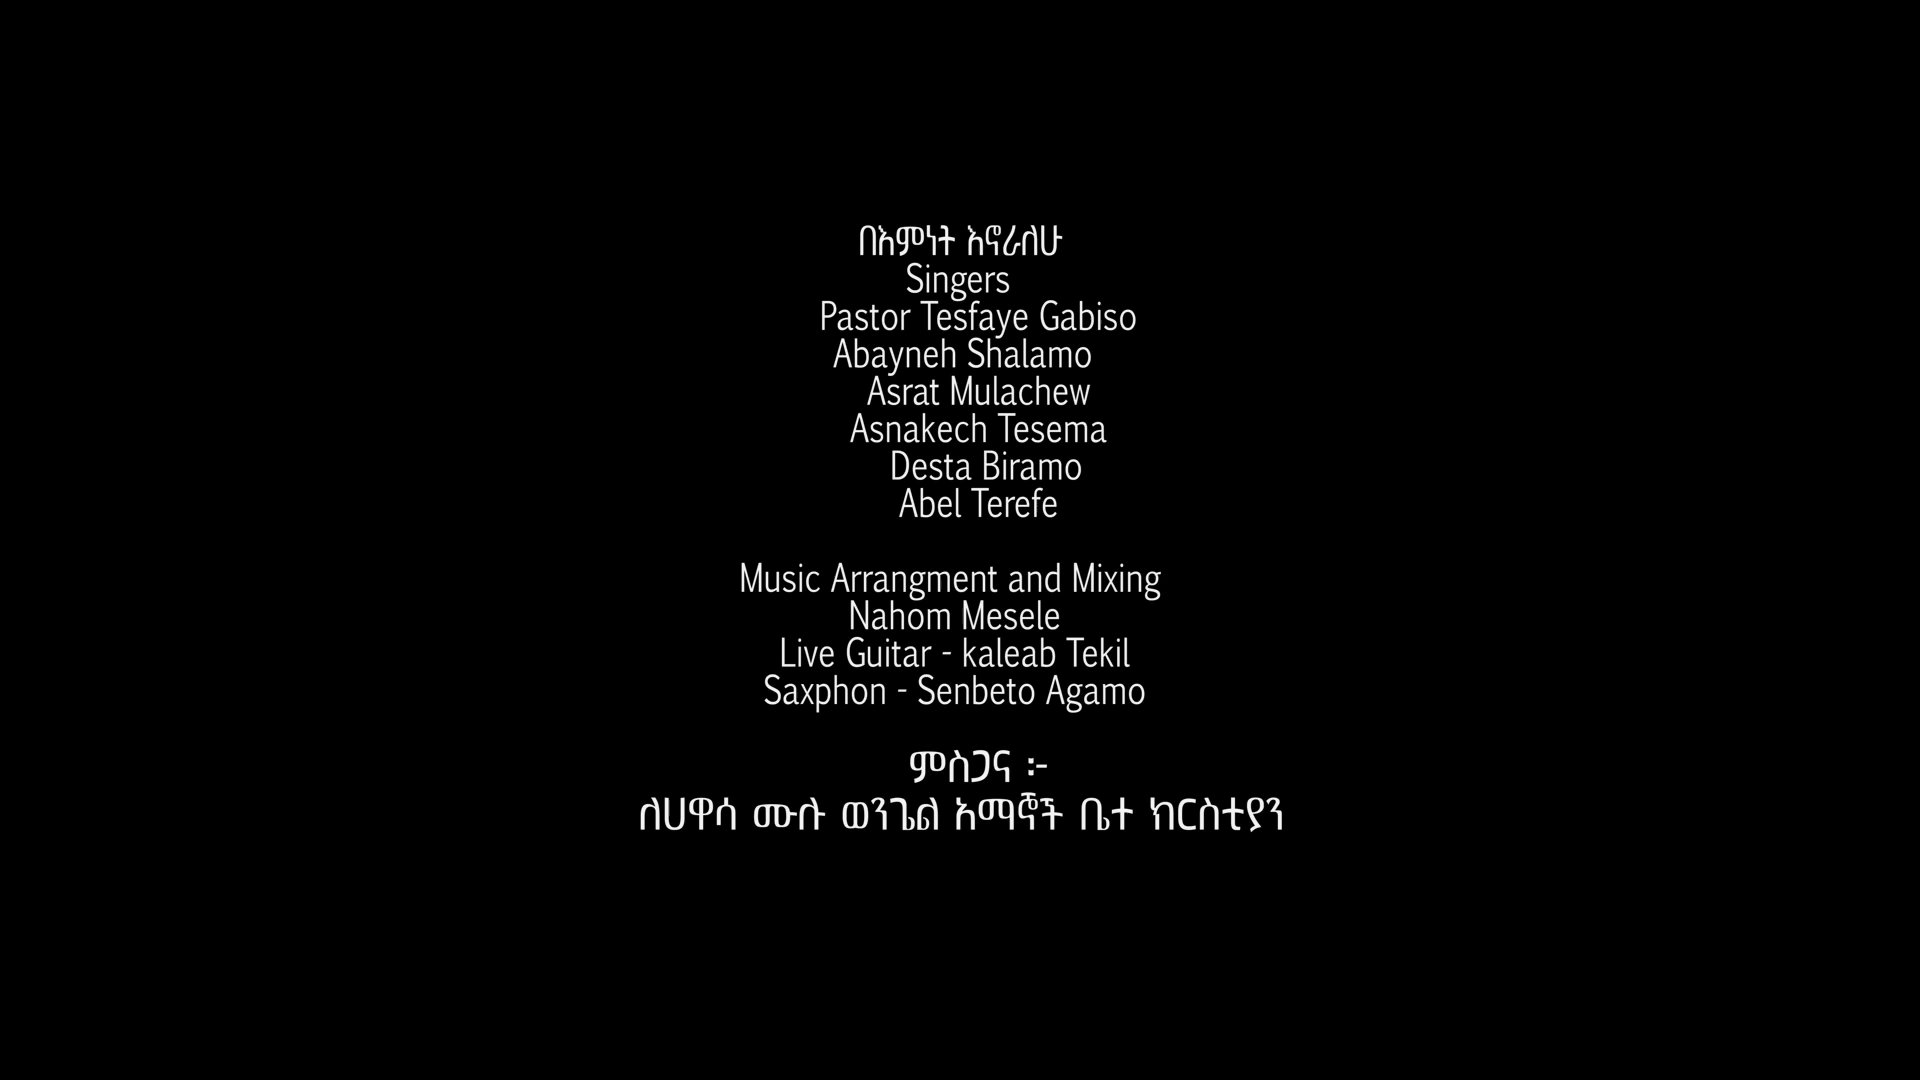 በእምነት እኖራለሁ
Singers
Pastor Tesfaye Gabiso
Abayneh Shalamo
Asrat Mulachew
Asnakech Tesema
Desta Biramo
Abel Terefe
Music Arrangment and Mixing
Nahom Mesele
Live Guitar - kaleab Tekil
Saxphon - Senbeto Agamo
ምስጋና ፡-
ለሀዋሳ ሙሉ ወንጌል አማኞች ቤተ ክርስቲያን